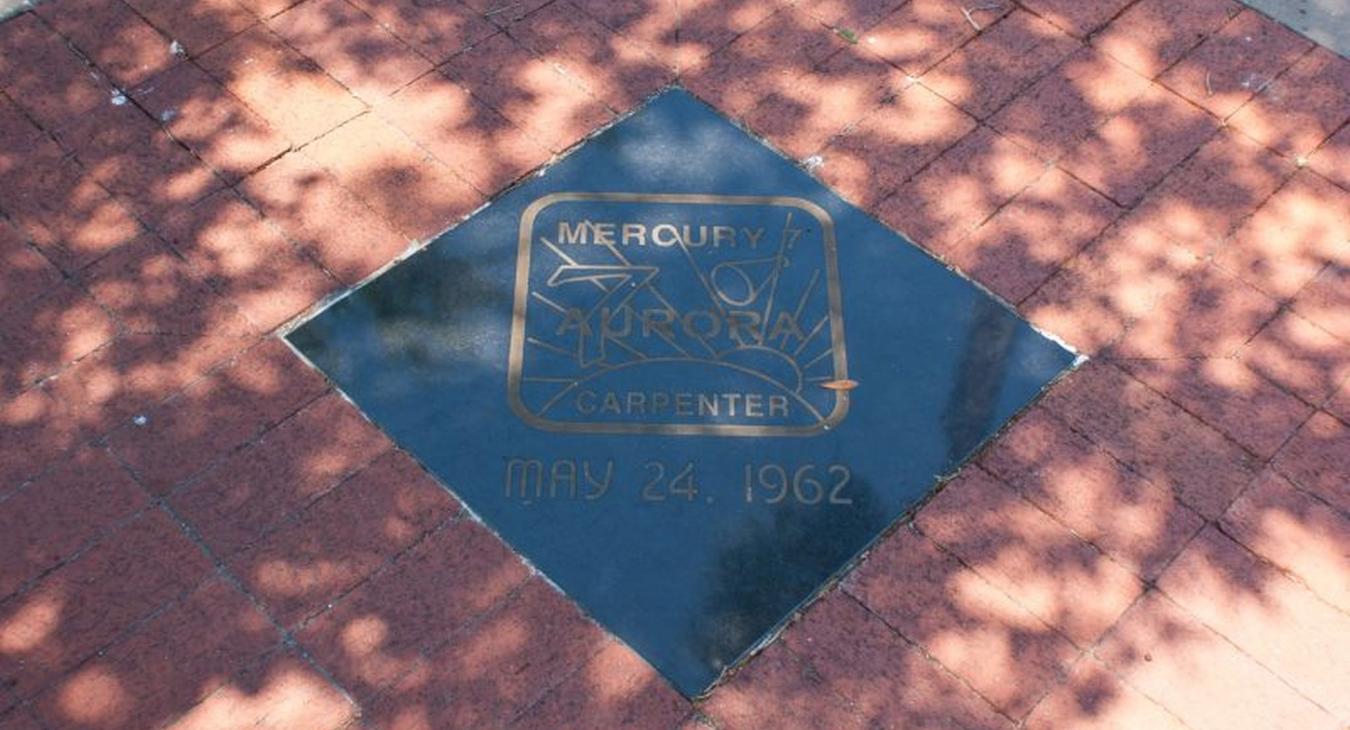 MERCURY 7
AURORA
CARPENTER
MAY 24. 1962